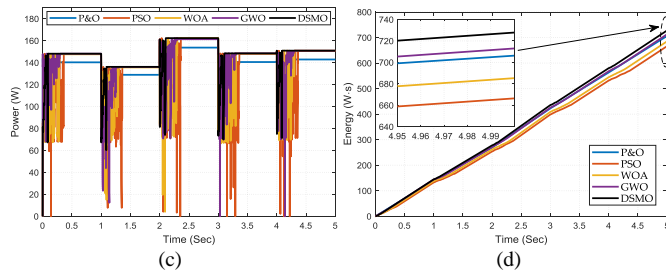 P&O PSO WOA GWO DSMO
180
160
140
120
100
80
60
40
20
0
Power (W)
0 0.5 1 1.5 2 2.5 3 3.5 4 4.5 5
Time (Sec)
(c)
800
700
600
500
400
300
200
100
0
Energy (W·s)
740
720
700
680
660
640
4.95 4.96 4.97 4.98 4.99
P&O
PSO
WOA
GWO
DSMO
0 0.5 1 1.5 2 2.5 3 3.5 4 4.5 5
Time (Sec)
(d)